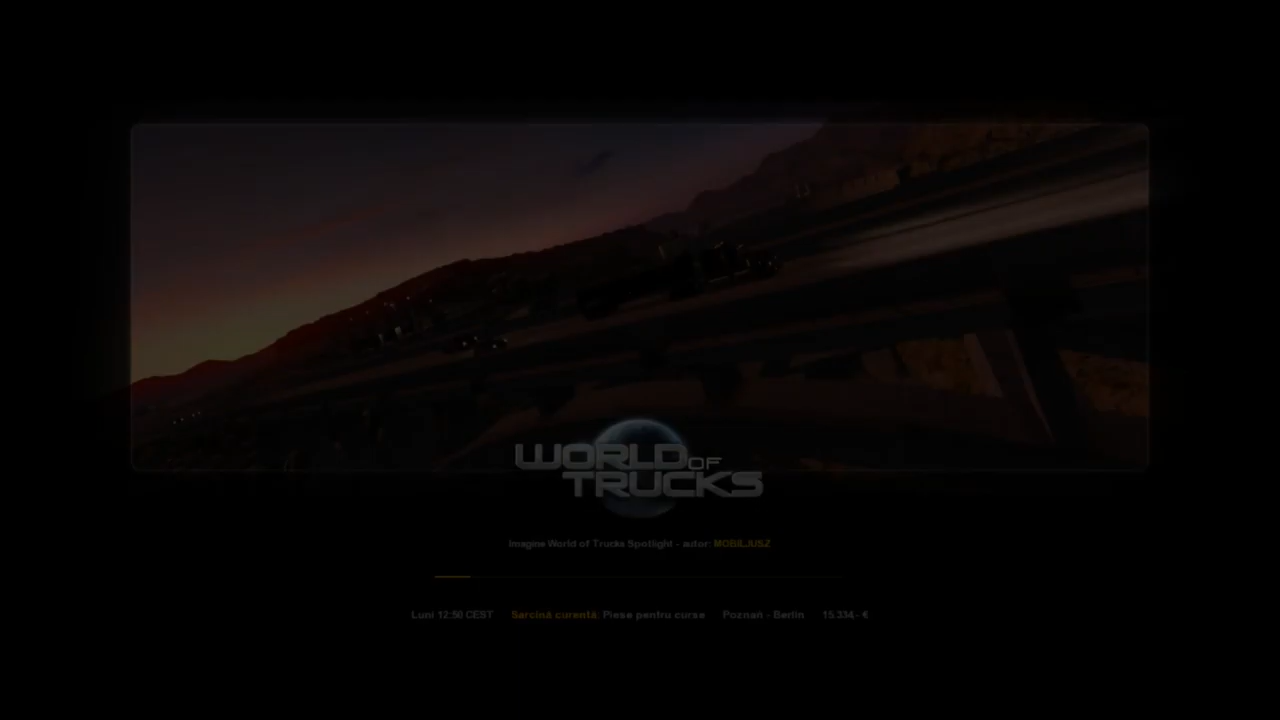 WORLD OF
TRUCKS
Imagine World of Trucks Spotlight - autor: MOBILJUSZ
Luni 12:50 CEST Sarcină curentă: Piese pentru curse Poznań - Berlin 15.334,- €